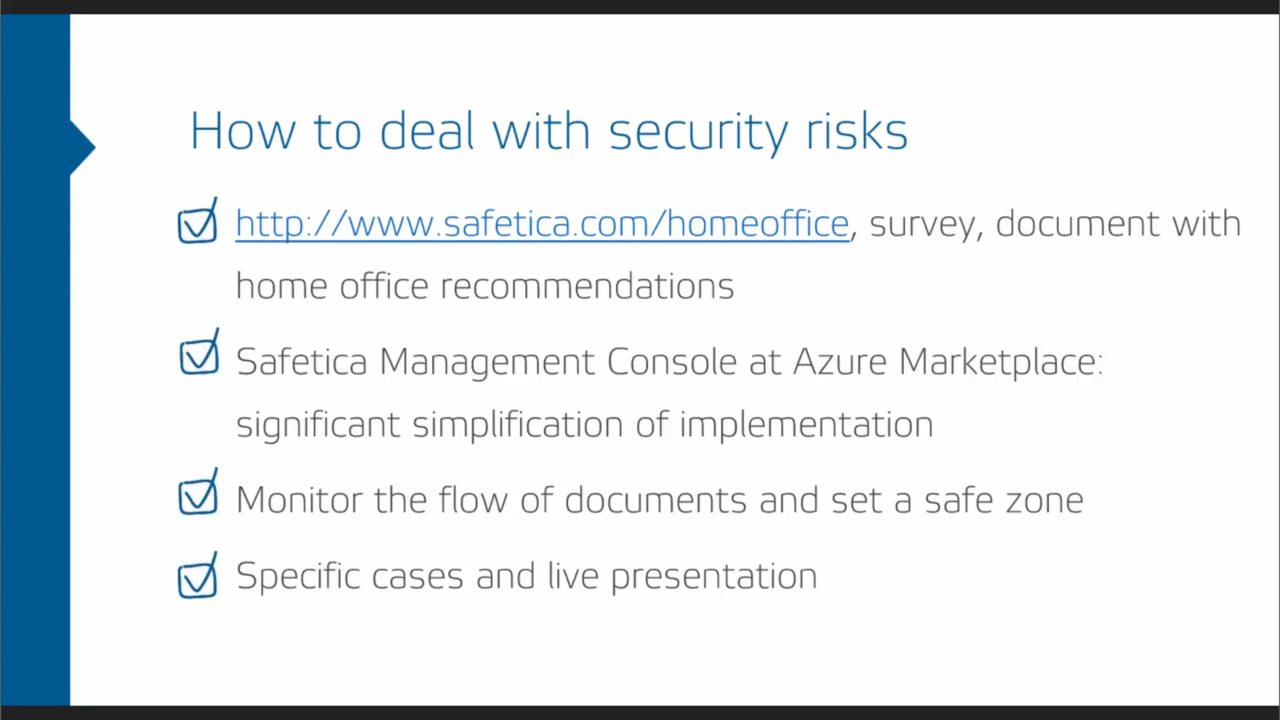 How to deal with security risks
http://www.safetica.com/homeoffice, survey, document with
home office recommendations
Safetica Management Console at Azure Marketplace:
significant simplification of implementation
Monitor the flow of documents and set a safe zone
Specific cases and live presentation